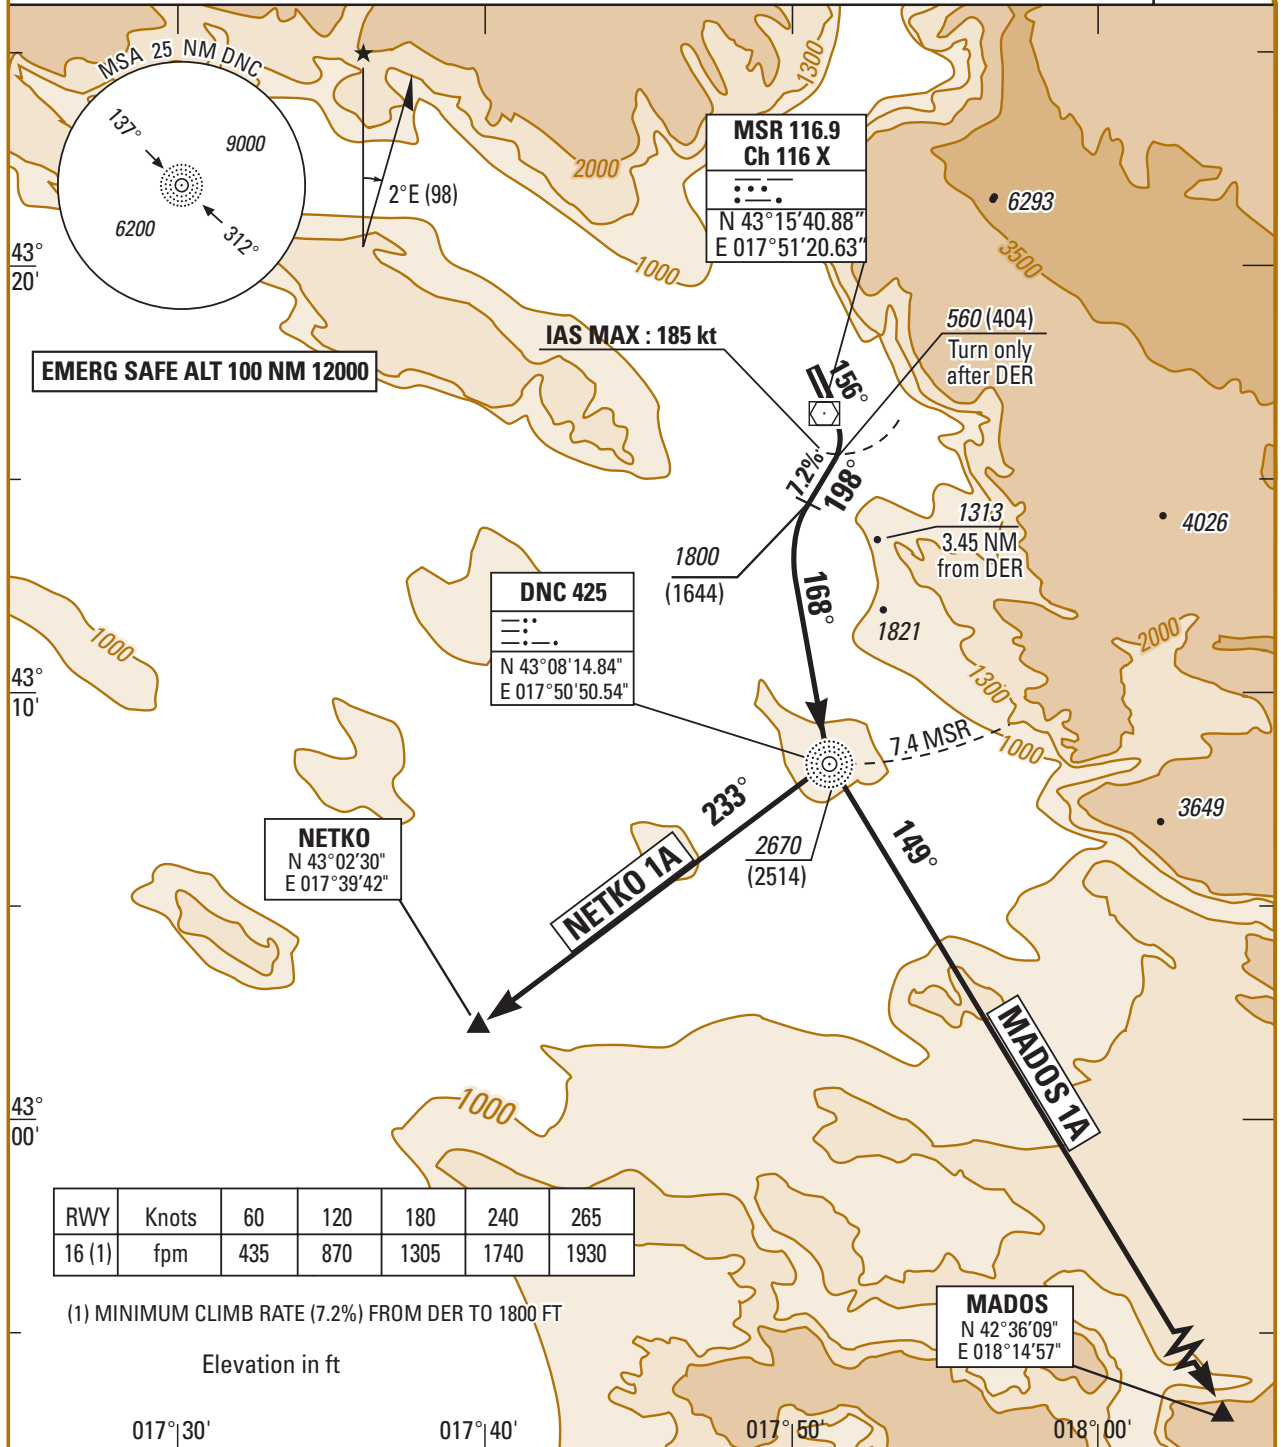 MSA 25 NM DNC
137°
9000
6200
312°
2°E (98)
EMERG SAFE ALT 100 NM 12000
1300
2000
1000
MSR 116.9
Ch 116 X
N 43°15'40.88"
E 017°51'20.63"
6293
3500
43°
20'
IAS MAX : 185 kt
560 (404)
Turn only
after DER
156°
7.2%
198°
1313
3.45 NM
from DER
4026
1800
(1644)
168°
DNC 425
N 43°08'14.84"
E 017°50'50.54"
1821
2000
1000
1300
43°
10'
7.4 MSR
1000
233°
149°
3649
NETKO
N 43°02'30"
E 017°39'42"
2670
(2514)
NETKO 1A
MADOS 1A
1000
43°
00'
RWY Knots 60 120 180 240 265
16 (1) fpm 435 870 1305 1740 1930
(1) MINIMUM CLIMB RATE (7.2%) FROM DER TO 1800 FT
Elevation in ft
MADOS
N 42°36'09"
E 018°14'57"
017°30' 017°40' 017°50' 018°00'